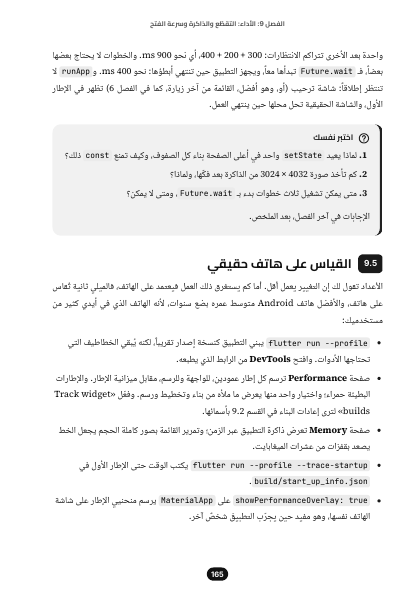 الفصل 9: الأداء: التقطّع والذاكرة وسرعة الفتح
واحدة بعد الأخرى تتراكم الانتظارات: 300 + 200 + 400، أي نحو 900 ms. والخطوات لا يحتاج بعضها
بعضاً، فـ Future.wait تبدأها معاً، ويجهز التطبيق حين تنتهي أبطؤها: نحو 400 ms. و runApp لا
تنتظر إطلاقاً: شاشة ترحيب (أو، وهو أفضل، القائمة من آخر زيارة، كما في الفصل 6) تظهر في الإطار
الأول، والشاشة الحقيقية تحل محلها حين ينتهي العمل.
اختبر نفسك
1. لماذا يعيد setState واحد في أعلى الصفحة بناء كل الصفوف، وكيف تمنع const ذلك؟
2. كم تأخذ صورة 4032 × 3024 من الذاكرة بعد فكّها، ولماذا؟
3. متى يمكن تشغيل ثلاث خطوات بدء بـ Future.wait، ومتى لا يمكن؟
الإجابات في آخر الفصل، بعد الملخص.
9.5 القياس على هاتف حقيقي
الأعداد تقول لك إن التغيير يعمل أقل. أما كم يستغرق ذلك العمل فيعتمد على الهاتف، فالميلي ثانية تُقاس
على هاتف، والأفضل هاتف Android متوسط عمره بضع سنوات، لأنه الهاتف الذي في أيدي كثير من
مستخدميك:
• flutter run --profile يبني التطبيق كنسخة إصدار تقريباً، لكنه يُبقي الخطاطيف التي
تحتاجها الأدوات. وافتح DevTools من الرابط الذي يطبعه.
• صفحة Performance ترسم كل إطار عمودين، للواجهة وللرسم، مقابل ميزانية الإطار. والإطارات
البطيئة حمراء؛ واختيار واحد منها يعرض ما ملأه من بناء وتخطيط ورسم. وفعّل «Track widget
builds» لترى إعادات البناء في القسم 9.2 بأسمائها.
• صفحة Memory تعرض ذاكرة التطبيق عبر الزمن؛ وتمرير القائمة بصور كاملة الحجم يجعل الخط
يصعد بقفزات من عشرات الميغابايت.
• flutter run --profile --trace-startup يكتب الوقت حتى الإطار الأول في
build/start_up_info.json.
• showPerformanceOverlay: true على MaterialApp يرسم منحنيي الإطار على شاشة
الهاتف نفسها، وهو مفيد حين يجرّب التطبيق شخصٌ آخر.
165